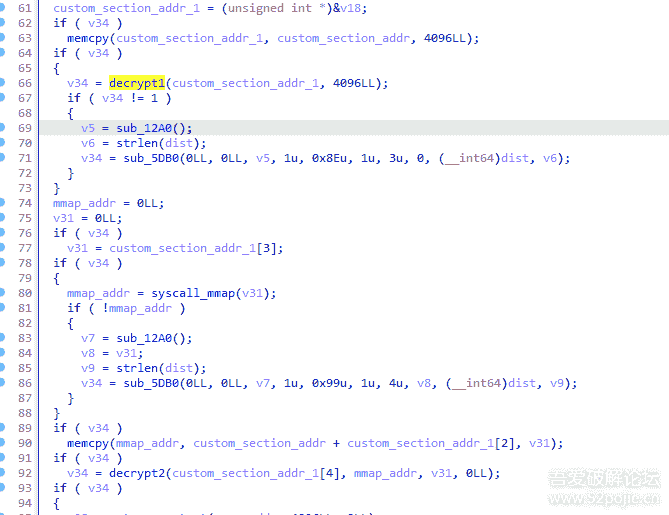 61 custom_section_addr_1 = (unsigned int *)&v18;
62 if ( v34 )
63 memcpy(custom_section_addr_1, custom_section_addr, 4096LL);
64 if ( v34 )
65 {
66 v34 = decrypt1(custom_section_addr_1, 4096LL);
67 if ( v34 != 1 )
68 {
69 v5 = sub_12A0();
70 v6 = strlen(dist);
71 v34 = sub_5DB0(0LL, 0LL, v5, 1u, 0x8Eu, 1u, 3u, 0, (__int64)dist, v6);
72 }
73 }
74 mmap_addr = 0LL;
75 v31 = 0LL;
76 if ( v34 )
77 v31 = custom_section_addr_1[3];
78 if ( v34 )
79 {
80 mmap_addr = syscall_mmap(v31);
81 if ( !mmap_addr )
82 {
83 v7 = sub_12A0();
84 v8 = v31;
85 v9 = strlen(dist);
86 v34 = sub_5DB0(0LL, 0LL, v7, 1u, 0x99u, 1u, 4u, v8, (__int64)dist, v9);
87 }
88 }
89 if ( v34 )
90 memcpy(mmap_addr, custom_section_addr + custom_section_addr_1[2], v31);
91 if ( v34 )
92 v34 = decrypt2(custom_section_addr_1[4], mmap_addr, v31, 0LL);
93 if ( v34 )
94 {
吾爱破解论坛
www.52pojie.cn